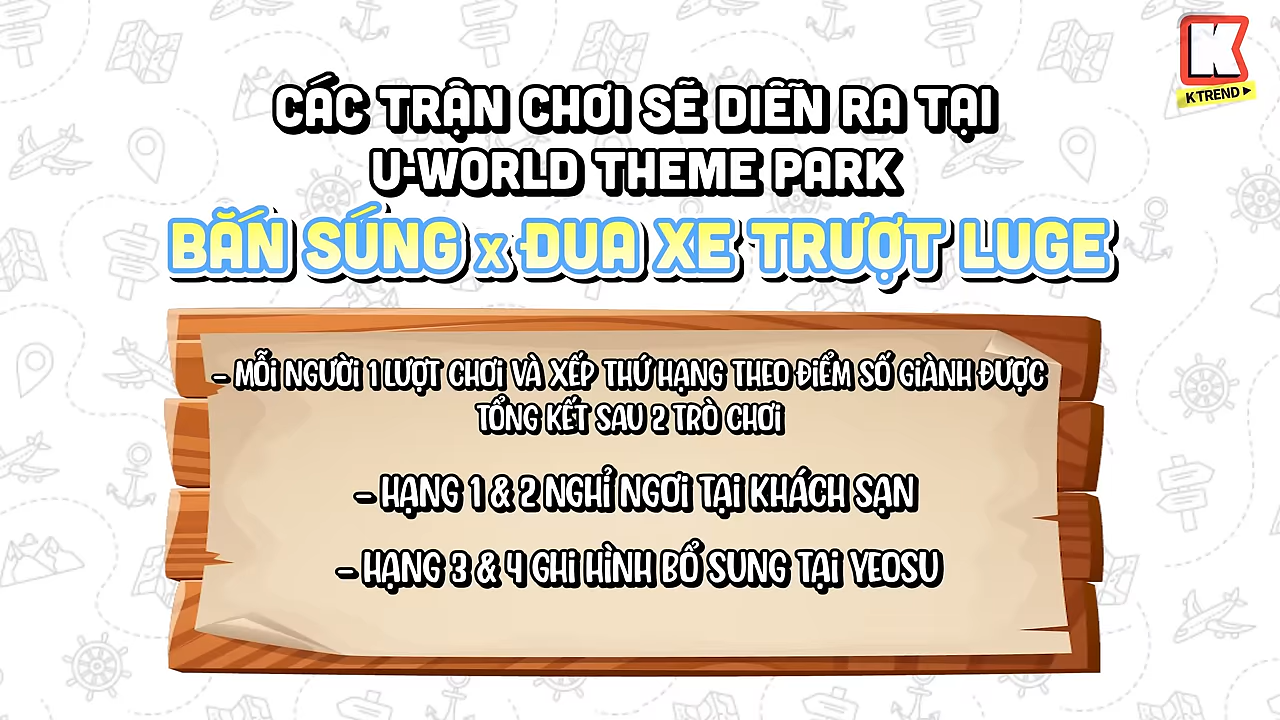 K
K TREND
CÁC TRẬN CHƠI SẼ DIỄN RA TẠI
U-WORLD THEME PARK
BẮN SÚNG x ĐUA XE TRƯỢT LUGE
- MỖI NGƯỜI 1 LƯỢT CHƠI VÀ XẾP THỨ HẠNG THEO ĐIỂM SỐ GIÀNH ĐƯỢC
TỔNG KẾT SAU 2 TRÒ CHƠI
- HẠNG 1 & 2 NGHỈ NGƠI TẠI KHÁCH SẠN
- HẠNG 3 & 4 GHI HÌNH BỔ SUNG TẠI YEOSU